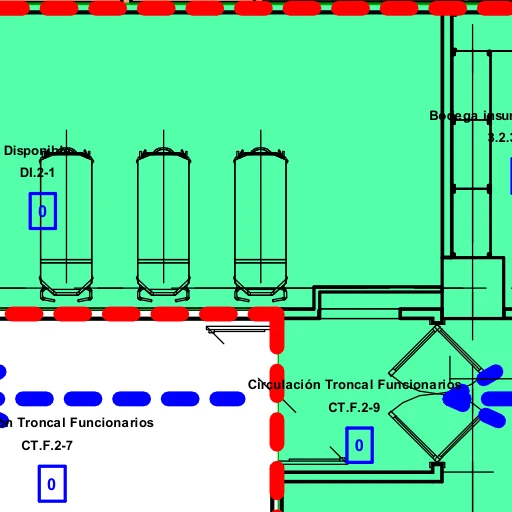 Disponible
DI.2-1
0
Bodega insu
3.2.3
Circulación Troncal Funcionarios
CT.F.2-9
0
n Troncal Funcionarios
CT.F.2-7
0